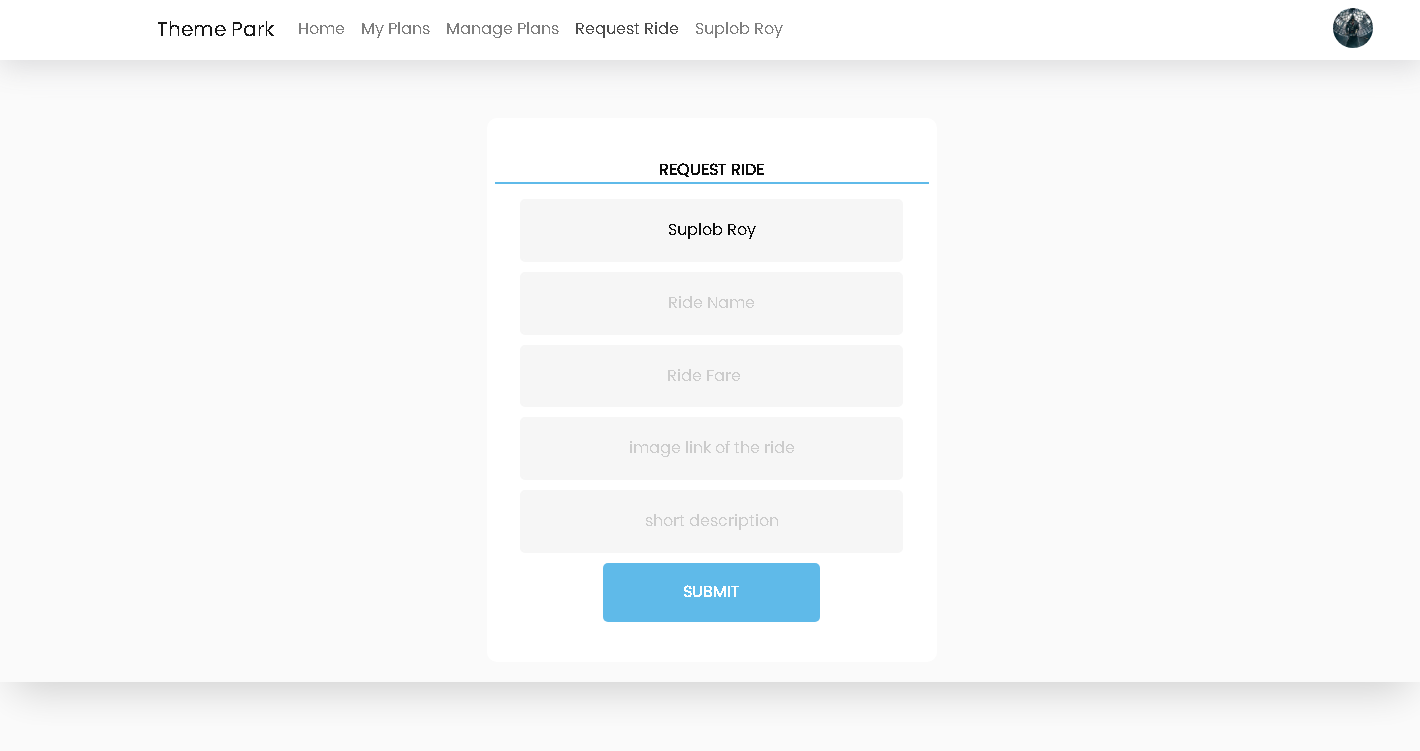 Theme Park Home My Plans Manage Plans Request Ride Suplob Roy
REQUEST RIDE
Suplob Roy
Ride Name
Ride Fare
image link of the ride
short description
SUBMIT